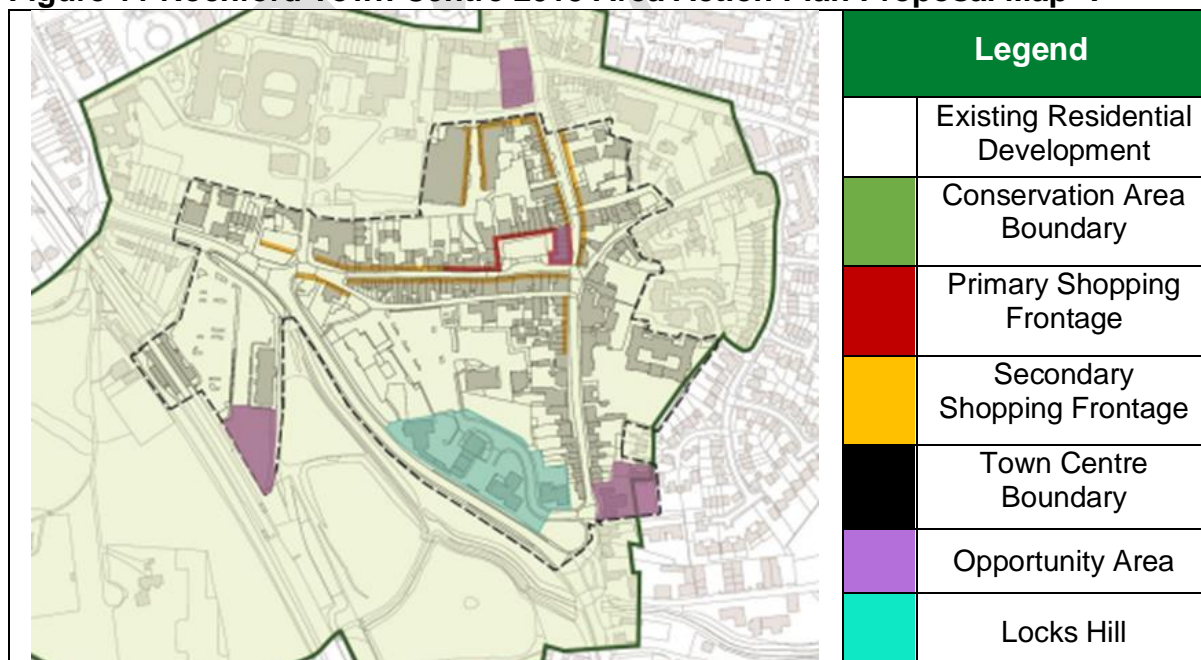 Legend
Existing Residential
Development
Conservation Area
Boundary
Primary Shopping
Frontage
Secondary
Shopping Frontage
Town Centre
Boundary
Opportunity Area
Locks Hill